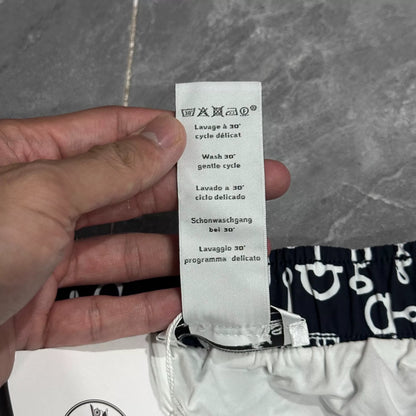 Lavage à 30°
cycle délicat
Wash 30°
gentle cycle
Lavado a 30°
ciclo delicado
Schonwaschgang
bei 30°
Lavaggio 30°
programma delicato